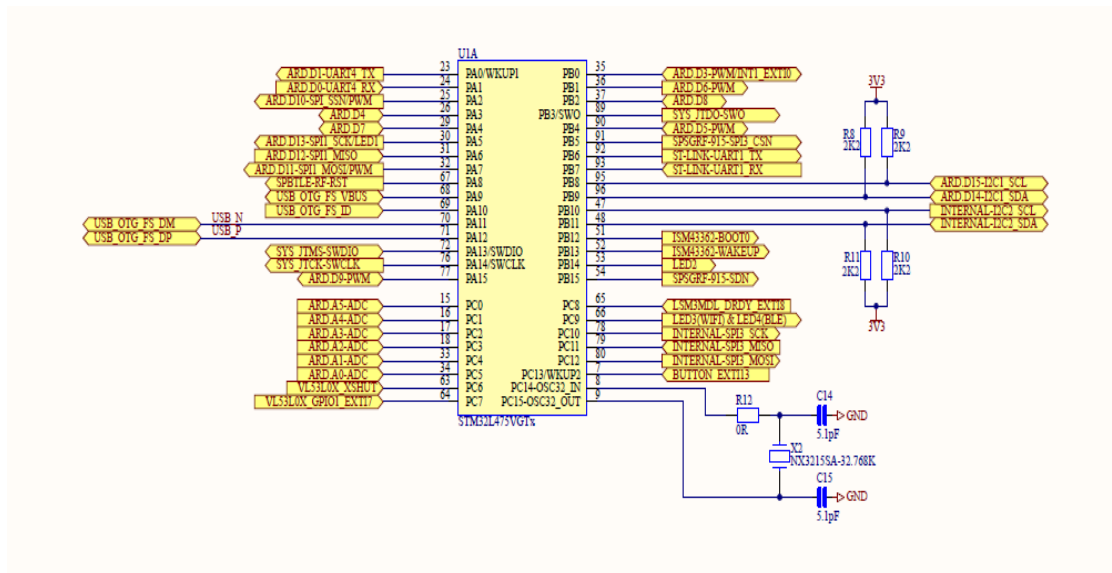 U1A
ARD.D1-UART4_TX 23 PA0/WKUP1 PB0 35 ARD.D3-PWM/INT1_EXTI0
ARD.D0-UART4_RX 24 PA1 PB1 36 ARD.D6-PWM
ARD.D10-SPI_SSN/PWM 25 PA2 PB2 37 ARD.D8
ARD.D4 26 PA3 PB3/SWO 89 SYS_JTDO-SWO
ARD.D7 29 PA4 PB4 90 ARD.D5-PWM
ARD.D13-SPI1_SCK/LED1 30 PA5 PB5 91 SPSGRF-915-SPI3_CSN
ARD.D12-SPI1_MISO 31 PA6 PB6 92 ST-LINK-UART1_TX
ARD.D11-SPI1_MOSI/PWM 32 PA7 PB7 93 ST-LINK-UART1_RX
SPBTLE-RF-RST 67 PA8 PB8 95 ARD.D15-I2C1_SCL
USB_OTG_FS_VBUS 68 PA9 PB9 96 ARD.D14-I2C1_SDA
USB_OTG_FS_ID 69 PA10 PB10 47 INTERNAL-I2C2_SCL
USB_OTG_FS_DM USB_N 70 PA11 PB11 48 INTERNAL-I2C2_SDA
USB_OTG_FS_DP USB_P 71 PA12 PB12 51 ISM43362-BOOT0
SYS_JTMS-SWDIO 72 PA13/SWDIO PB13 52 ISM43362-WAKEUP
SYS_JTCK-SWCLK 76 PA14/SWCLK PB14 53 LED2
ARD.D9-PWM 77 PA15 PB15 54 SPSGRF-915-SDN
ARD.A5-ADC 15 PC0 PC8 65 LSM3MDL_DRDY_EXTI8
ARD.A4-ADC 16 PC1 PC9 66 LED3(WIFI) & LED4(BLE)
ARD.A3-ADC 17 PC2 PC10 78 INTERNAL-SPI3_SCK
ARD.A2-ADC 18 PC3 PC11 79 INTERNAL-SPI3_MISO
ARD.A1-ADC 33 PC4 PC12 80 INTERNAL-SPI3_MOSI
ARD.A0-ADC 34 PC5 PC13/WKUP2 7 BUTTON_EXTI13
VL53L0X_XSHUT 63 PC6 PC14-OSC32_IN 8
VL53L0X_GPIO1_EXTI7 64 PC7 PC15-OSC32_OUT 9
STM32L475VGTx
3V3
R8 R9
2K2 2K2
R11 R10
2K2 2K2
3V3
R12
0R
C14
GND
5.1pF
X2
NX3215SA-32.768K
C15
GND
5.1pF